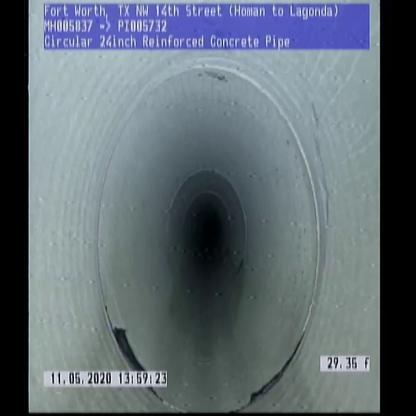 Fort Worth, TX NW 14th Street (Homan to Lagonda)
MH005837 => PI005732
Circular 24inch Reinforced Concrete Pipe
29.35 f
11.05.2020 13:59:23